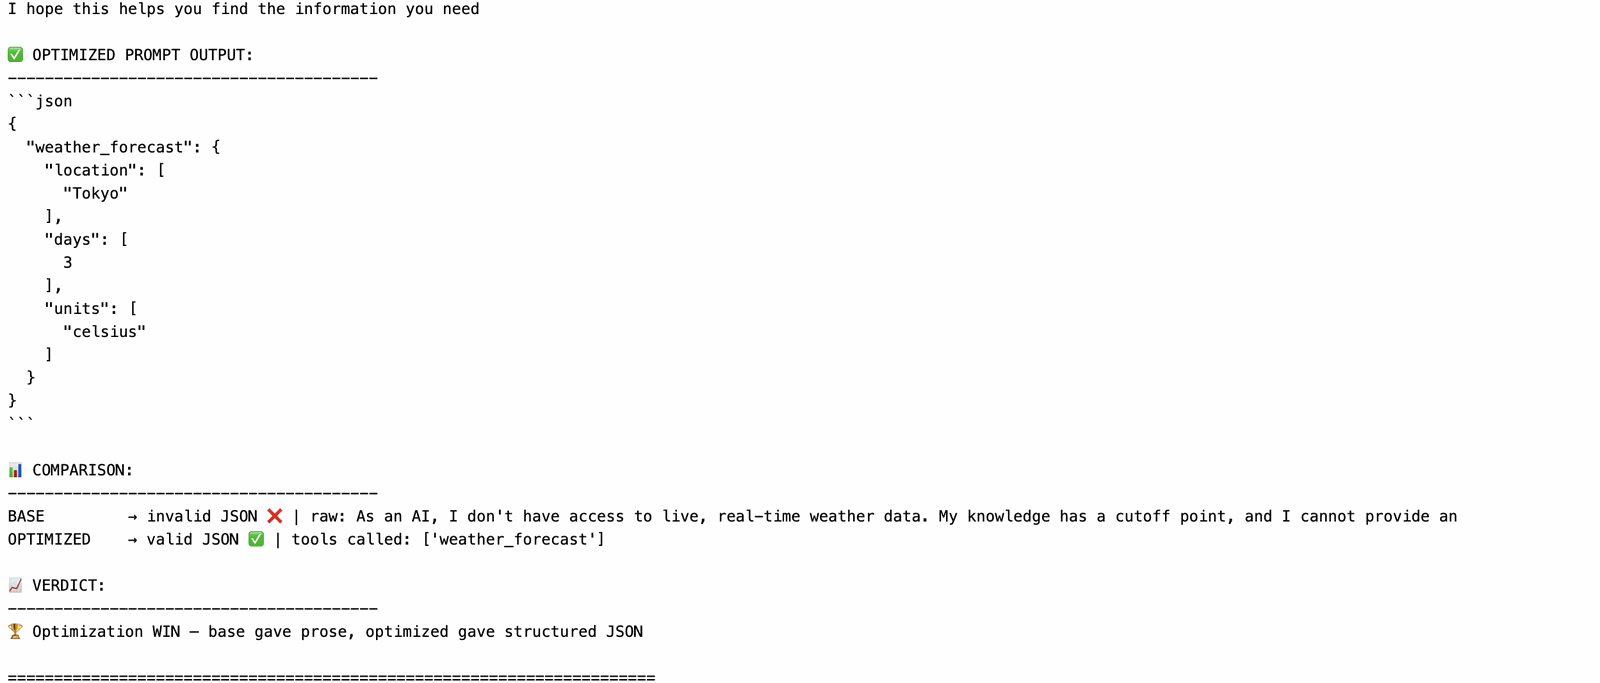 I hope this helps you find the information you need
✅ OPTIMIZED PROMPT OUTPUT:
----------------------------------------
```json
{
  "weather_forecast": {
    "location": [
      "Tokyo"
    ],
    "days": [
      3
    ],
    "units": [
      "celsius"
    ]
  }
}
```
📊 COMPARISON:
----------------------------------------
BASE         → invalid JSON ❌ | raw: As an AI, I don't have access to live, real-time weather data. My knowledge has a cutoff point, and I cannot provide an
OPTIMIZED    → valid JSON ✅ | tools called: ['weather_forecast']
📈 VERDICT:
----------------------------------------
🏆 Optimization WIN — base gave prose, optimized gave structured JSON
======================================================================